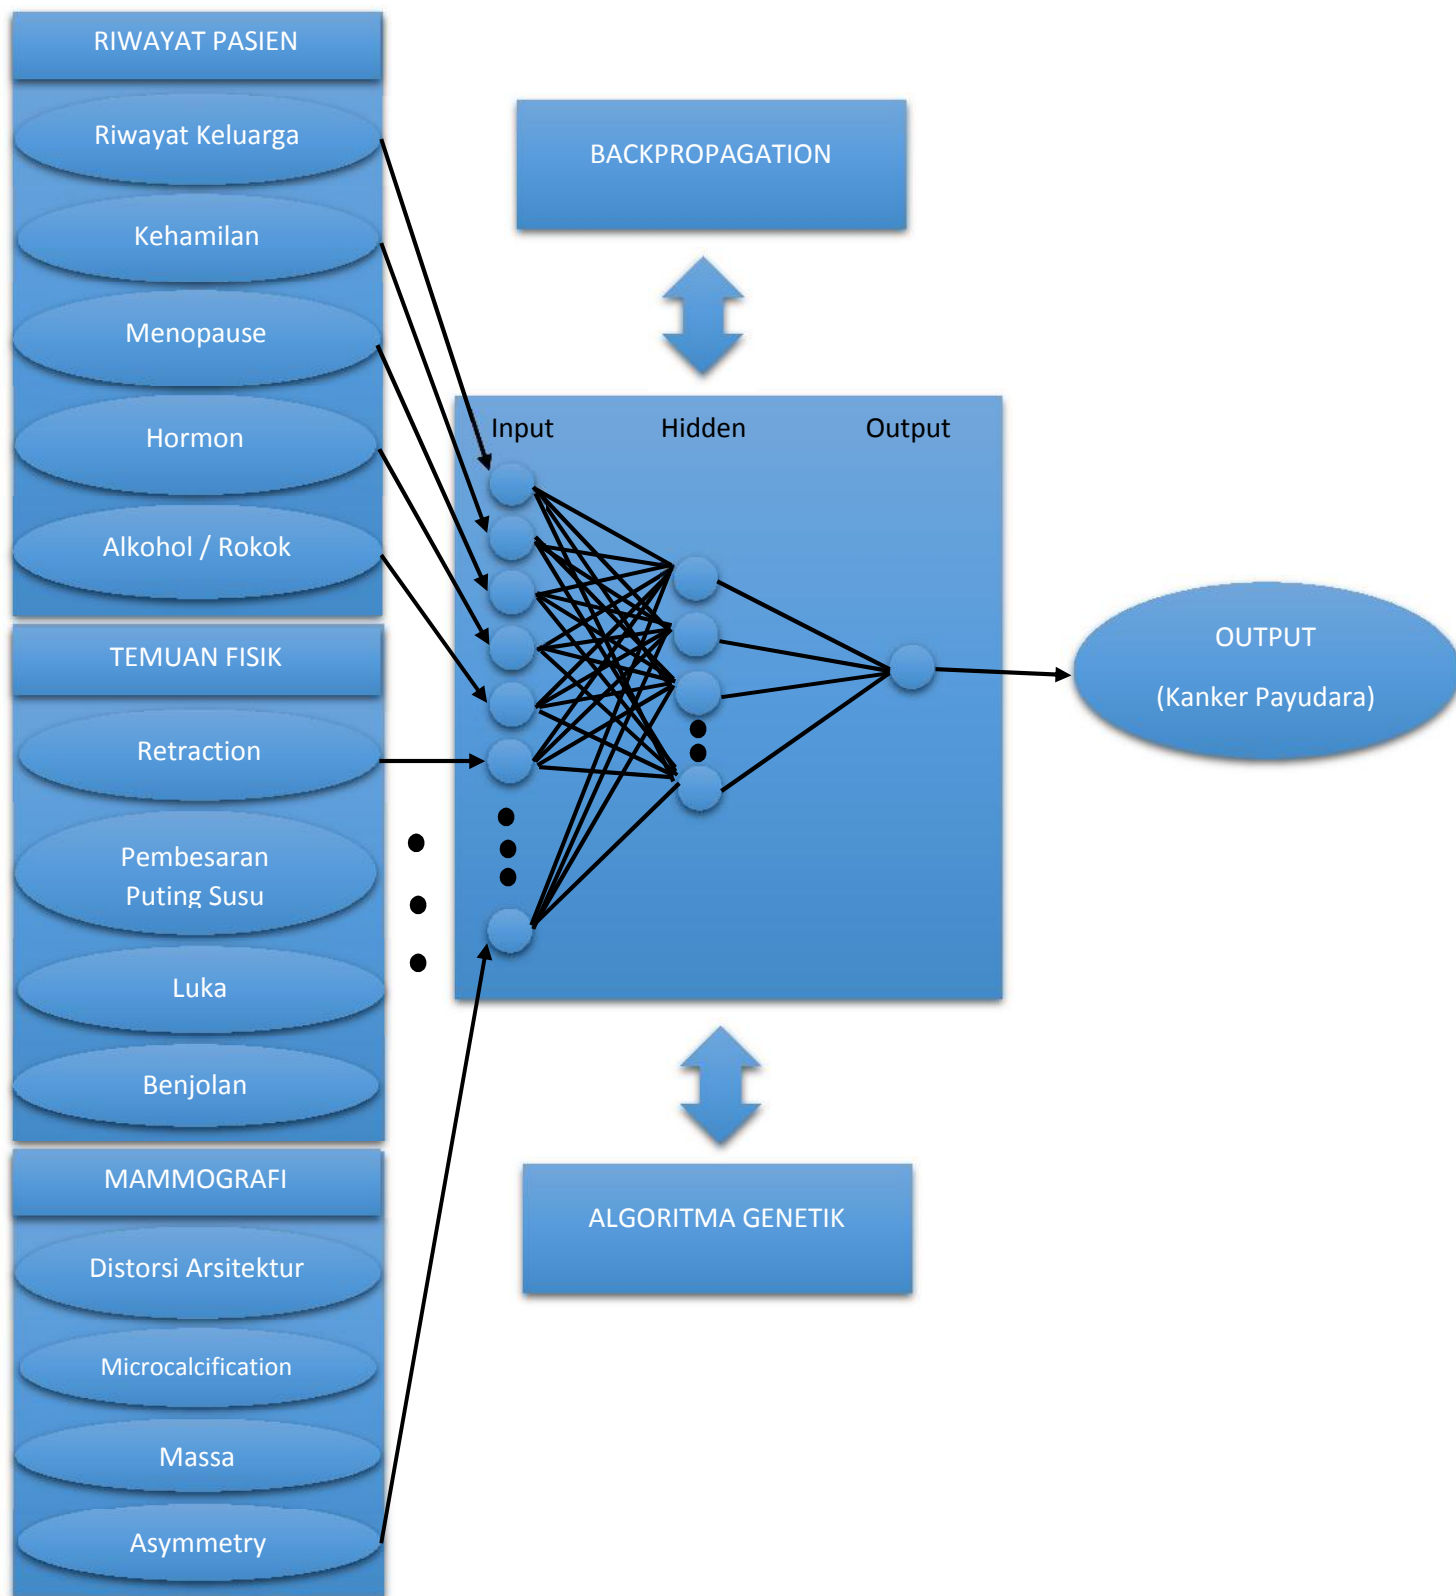 RIWAYAT PASIEN
Riwayat Keluarga
Kehamilan
Menopause
Hormon
Alkohol / Rokok
TEMUAN FISIK
Retraction
Pembesaran
Puting Susu
Luka
Benjolan
MAMMOGRAFI
Distorsi Arsitektur
Microcalcification
Massa
Asymmetry
BACKPROPAGATION
Input Hidden Output
ALGORITMA GENETIK
OUTPUT
(Kanker Payudara)